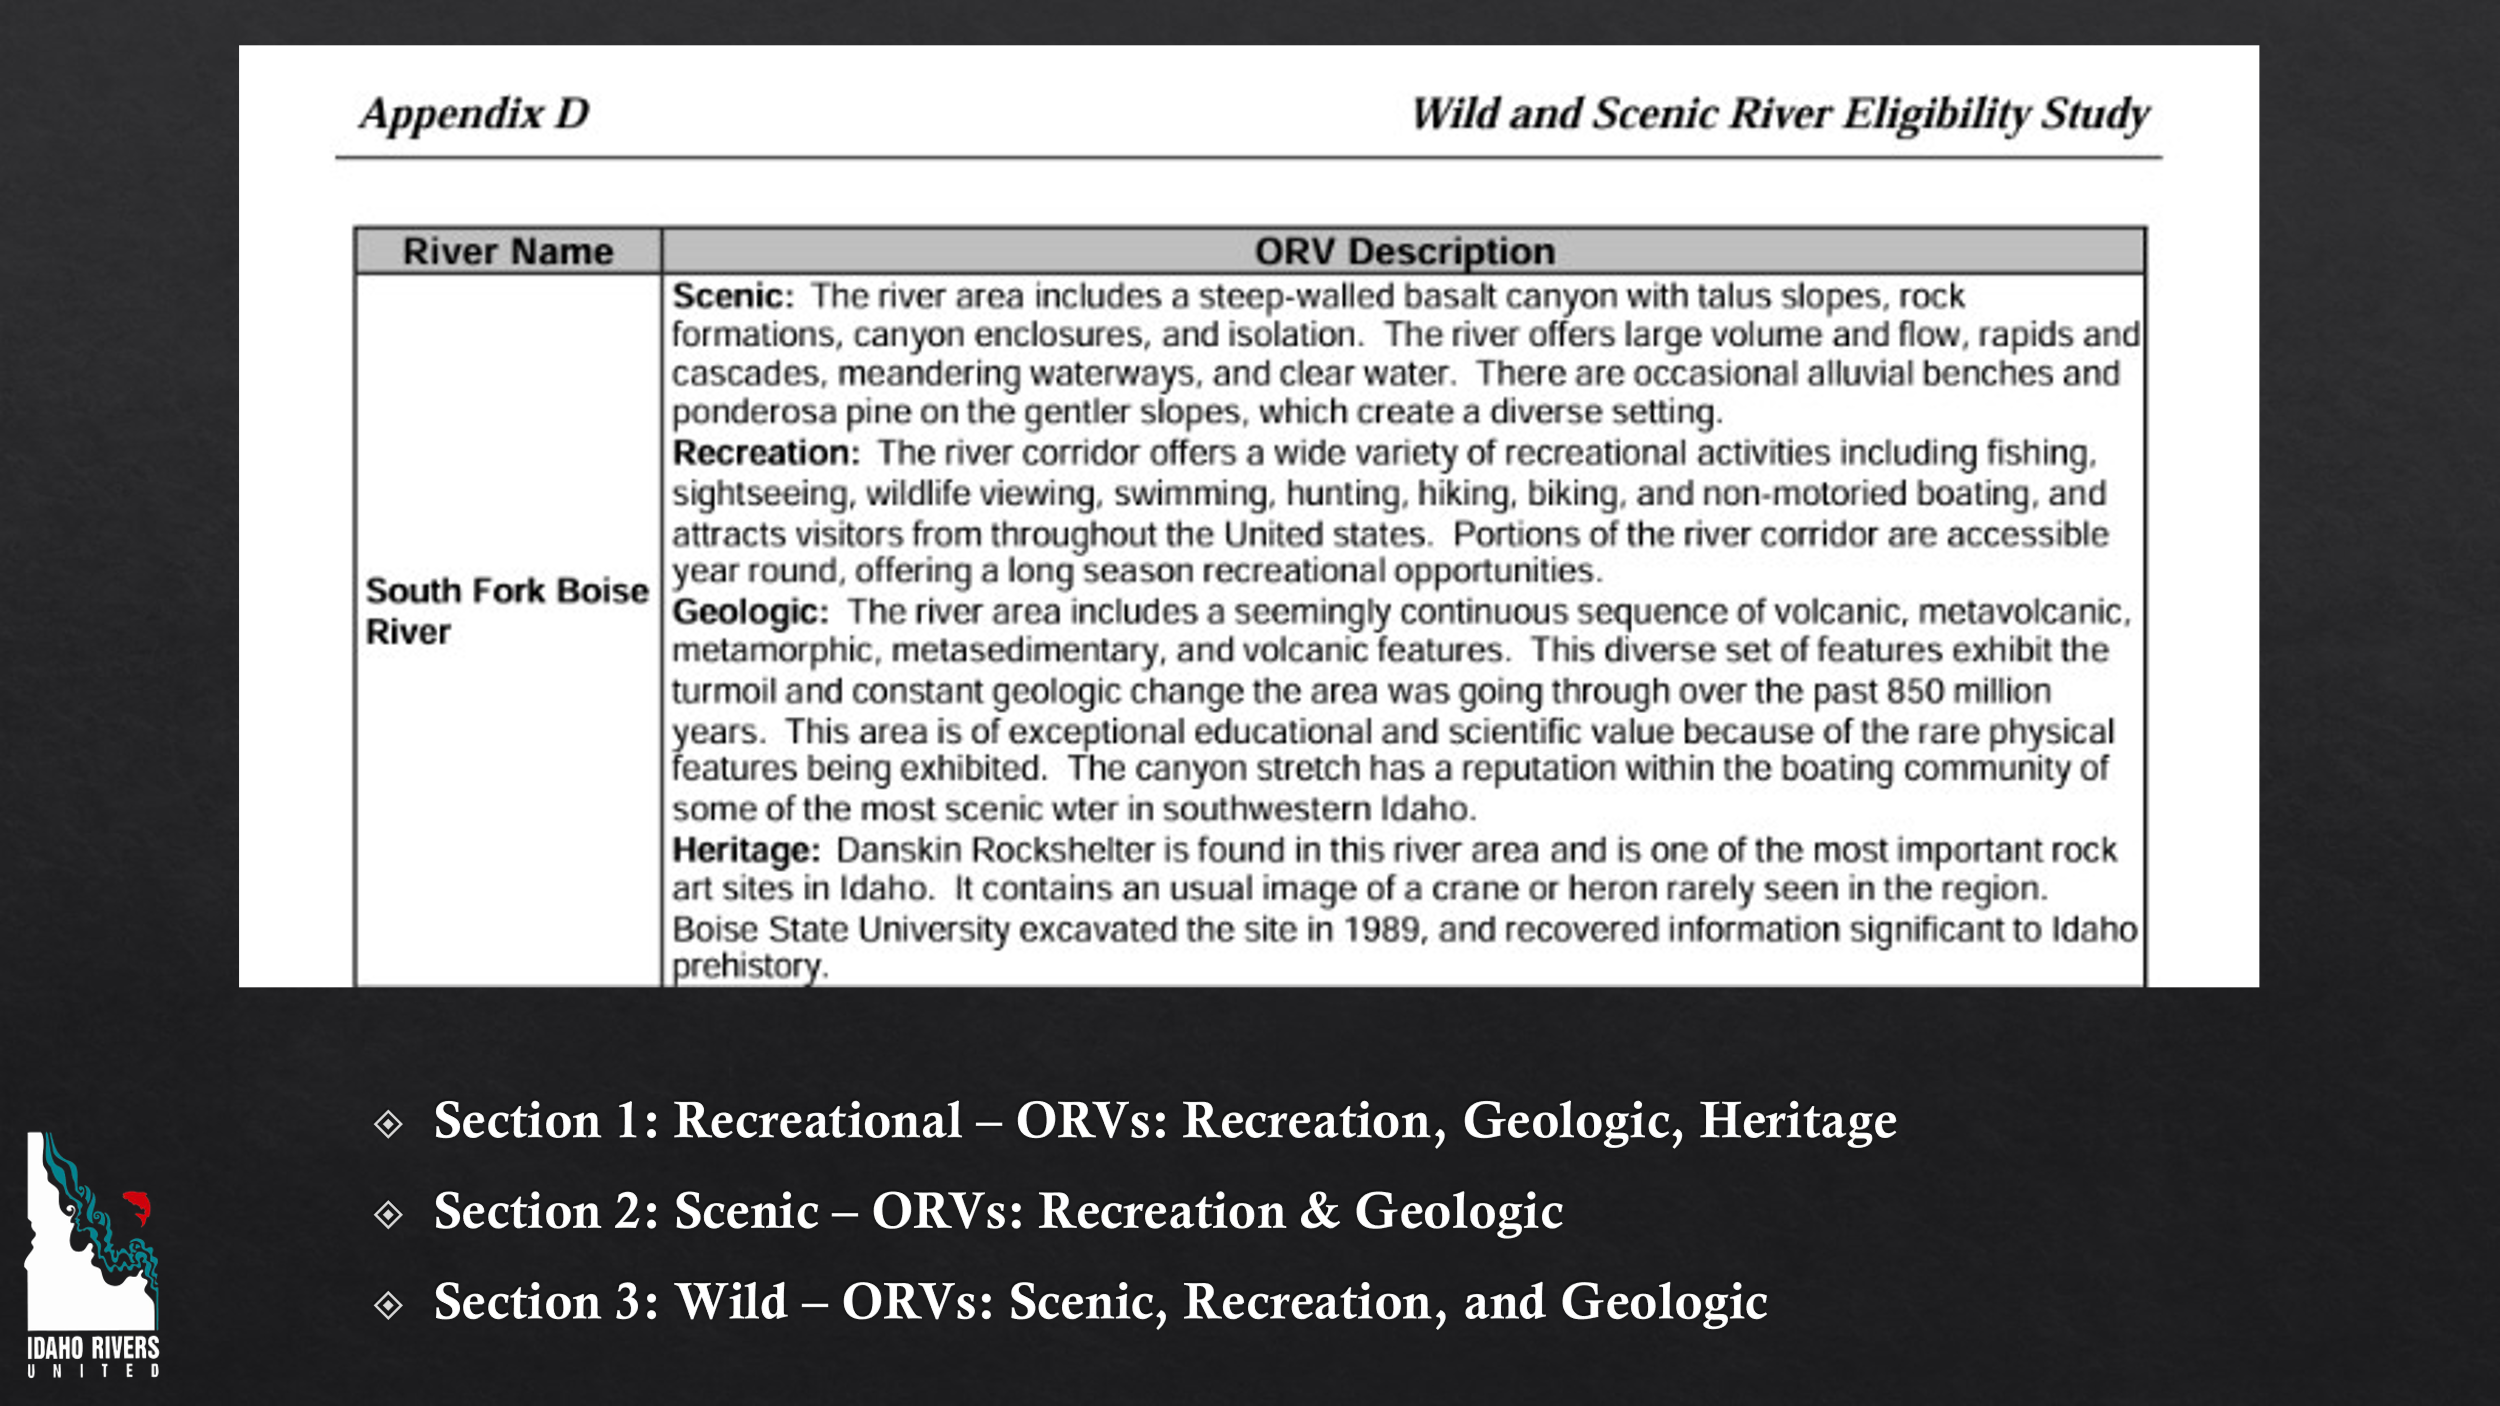 Appendix D Wild and Scenic River Eligibility Study
River Name ORV Description
South Fork Boise
River
Scenic: The river area includes a steep-walled basalt canyon with talus slopes, rock
formations, canyon enclosures, and isolation. The river offers large volume and flow, rapids and
cascades, meandering waterways, and clear water. There are occasional alluvial benches and
ponderosa pine on the gentler slopes, which create a diverse setting.
Recreation: The river corridor offers a wide variety of recreational activities including fishing,
sightseeing, wildlife viewing, swimming, hunting, hiking, biking, and non-motoried boating, and
attracts visitors from throughout the United states. Portions of the river corridor are accessible
year round, offering a long season recreational opportunities.
Geologic: The river area includes a seemingly continuous sequence of volcanic, metavolcanic,
metamorphic, metasedimentary, and volcanic features. This diverse set of features exhibit the
turmoil and constant geologic change the area was going through over the past 850 million
years. This area is of exceptional educational and scientific value because of the rare physical
features being exhibited. The canyon stretch has a reputation within the boating community of
some of the most scenic wter in southwestern Idaho.
Heritage: Danskin Rockshelter is found in this river area and is one of the most important rock
art sites in Idaho. It contains an usual image of a crane or heron rarely seen in the region.
Boise State University excavated the site in 1989, and recovered information significant to Idaho
prehistory.
Section 1: Recreational – ORVs: Recreation, Geologic, Heritage
Section 2: Scenic – ORVs: Recreation & Geologic
Section 3: Wild – ORVs: Scenic, Recreation, and Geologic
IDAHO RIVERS
UNITED